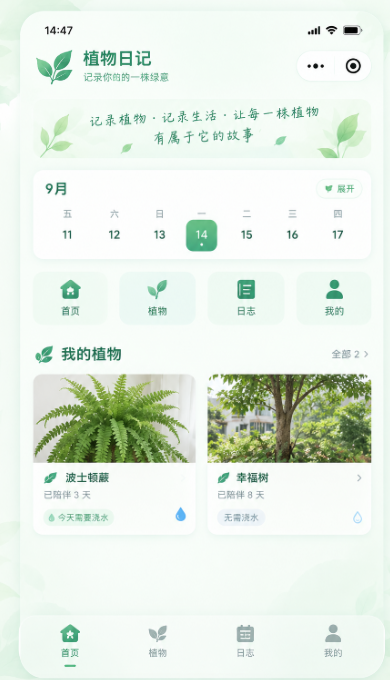 14:47
植物日记
记录你的的一株绿意
记录植物·记录生活·让每一株植物
有属于它的故事
9月
展开
五 六 日 一 二 三 四
11 12 13 14 15 16 17
首页 植物 日志 我的
我的植物
全部 2 >
波士顿蕨
已陪伴 3 天
今天需要浇水
幸福树 >
已陪伴 8 天
无需浇水
首页 植物 日志 我的